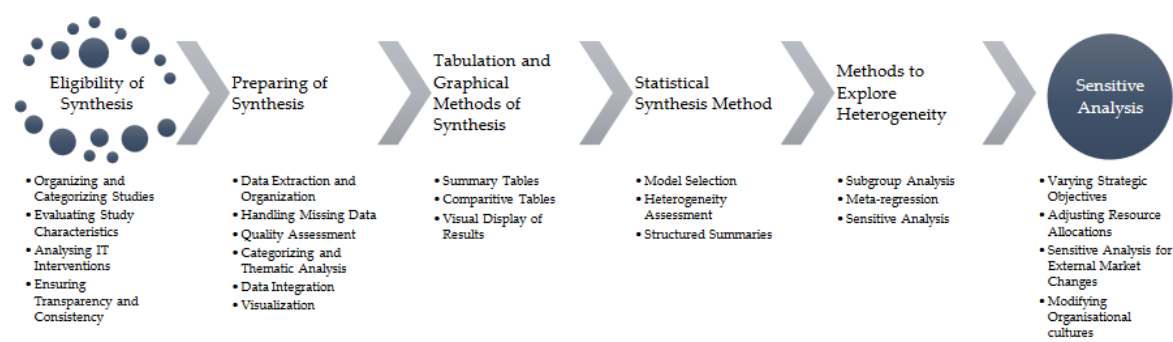 Eligibility of
Synthesis
• Organizing and
Categorizing Studies
• Evaluating Study
Characteristics
• Analysing IT
Interventions
• Ensuring
Transparency and
Consistency
Preparing of
Synthesis
• Data Extraction and
Organization
• Handling Missing Data
• Quality Assessment
• Categorizing and
Thematic Analysis
• Data Integration
• Visualization
Tabulation and
Graphical
Methods of
Synthesis
• Summary Tables
• Comparitive Tables
• Visual Display of
Results
Statistical
Synthesis Method
• Model Selection
• Heterogeneity
Assessment
• Structured Summaries
Methods to
Explore
Heterogeneity
• Subgroup Analysis
• Meta-regression
• Sensitive Analysis
Sensitive
Analysis
• Varying Strategic
Objectives
• Adjusting Resource
Allocations
• Sensitive Analysis for
External Market
Changes
• Modifying
Organisational
cultures